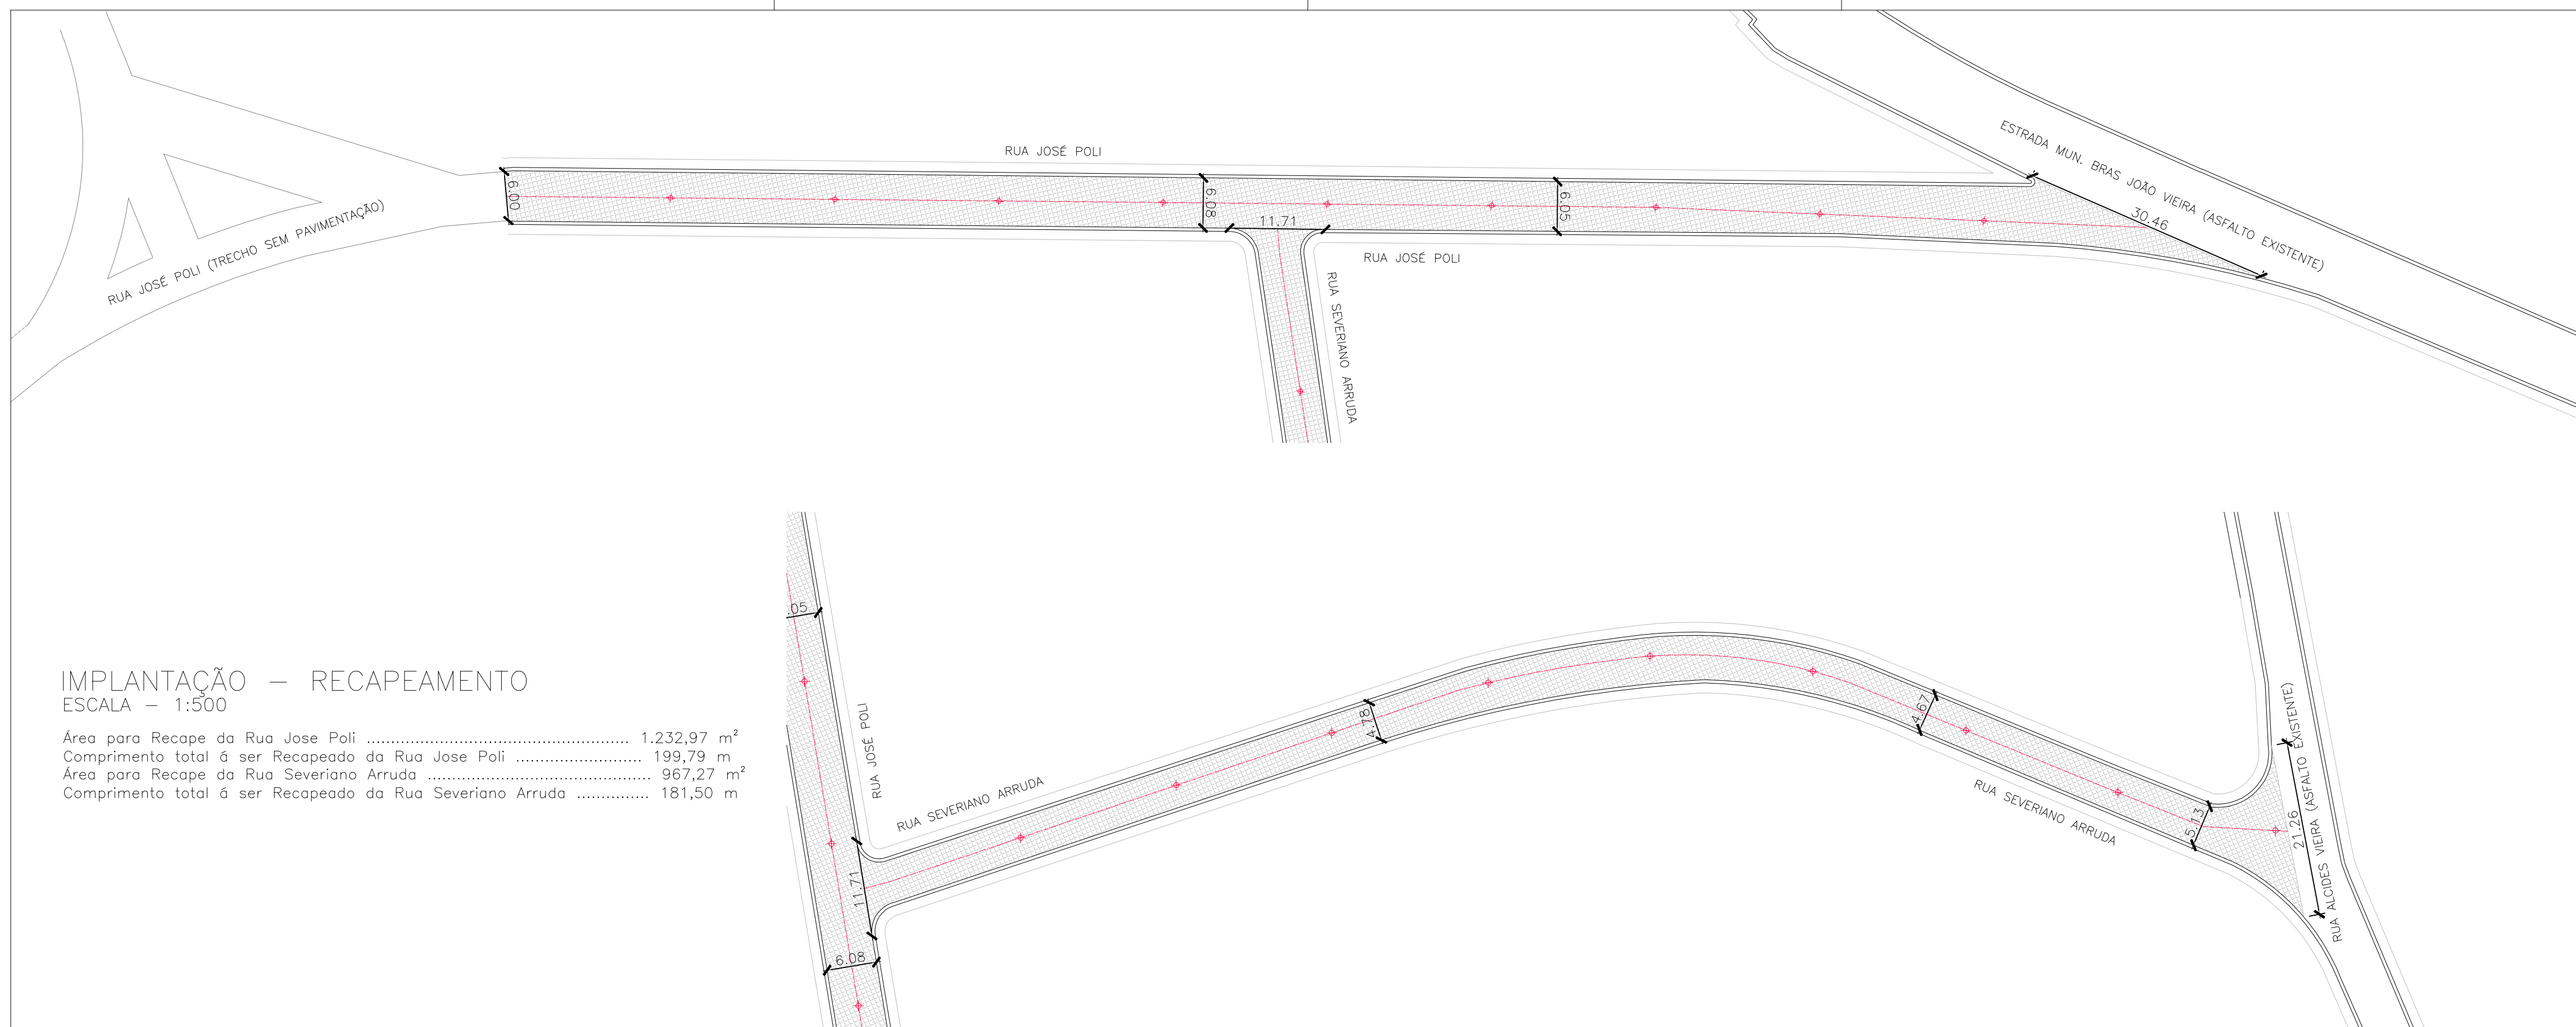 RUA JOSÉ POLI
ESTRADA MUN. BRAS JOÃO VIEIRA (ASFALTO EXISTENTE)
6.00
6.08
6.05
11.71
30.46
RUA JOSÉ POLI (TRECHO SEM PAVIMENTAÇÃO)
RUA JOSÉ POLI
RUA SEVERIANO ARRUDA
.05
RUA JOSÉ POLI
RUA SEVERIANO ARRUDA
4.78
4.67
5.13
21.26
RUA SEVERIANO ARRUDA
RUA ALCIDES VIEIRA (ASFALTO EXISTENTE)
11.71
6.08
IMPLANTAÇÃO – RECAPEAMENTO
ESCALA – 1:500
Área para Recape da Rua Jose Poli .................................................... 1.232,97 m²
Comprimento total á ser Recapeado da Rua Jose Poli ......................... 199,79 m
Área para Recape da Rua Severiano Arruda ............................................ 967,27 m²
Comprimento total á ser Recapeado da Rua Severiano Arruda ............... 181,50 m